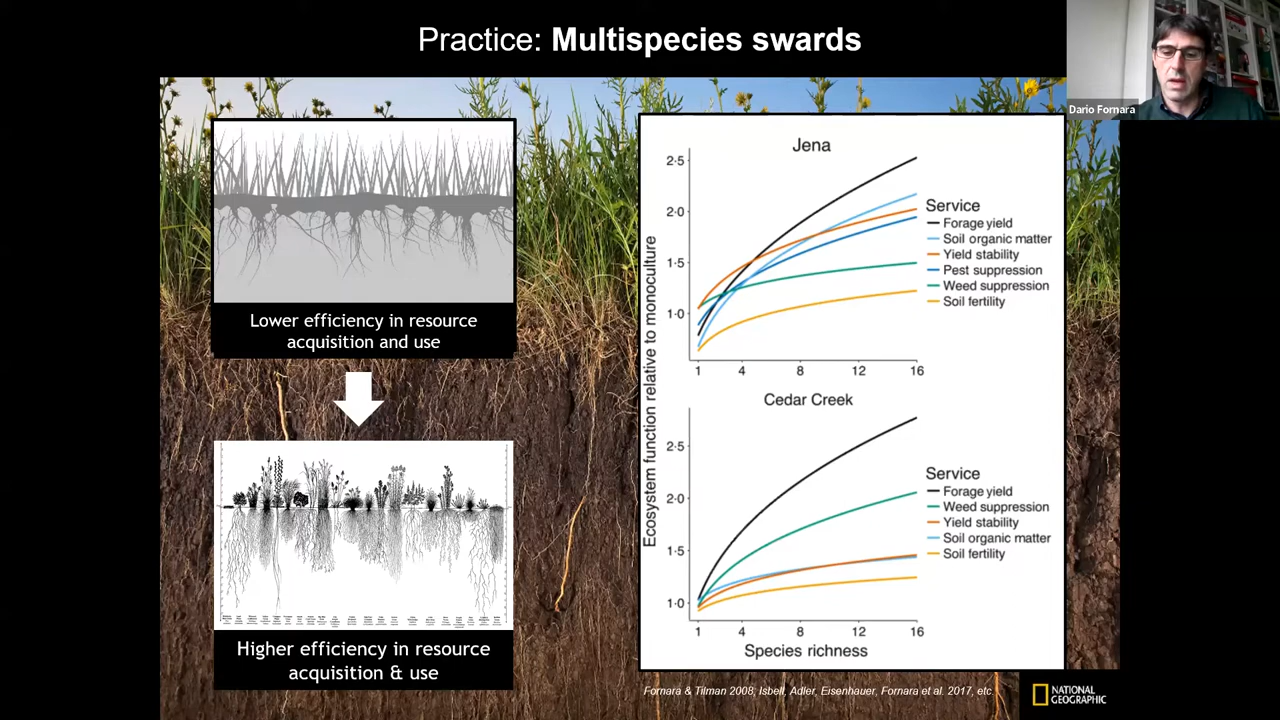 Practice: Multispecies swards
Dario Fornara
Lower efficiency in resource
acquisition and use
Higher efficiency in resource
acquisition & use
Ecosystem function relative to monoculture
Jena
2·5
2·0
1·5
1·0
1 4 8 12 16
Service
Forage yield
Soil organic matter
Yield stability
Pest suppression
Weed suppression
Soil fertility
Cedar Creek
2·5
2·0
1·5
1·0
1 4 8 12 16
Species richness
Service
Forage yield
Weed suppression
Yield stability
Soil organic matter
Soil fertility
Fornara & Tilman 2008; Isbell, Adler, Eisenhauer, Fornara et al. 2017, etc.
NATIONAL
GEOGRAPHIC